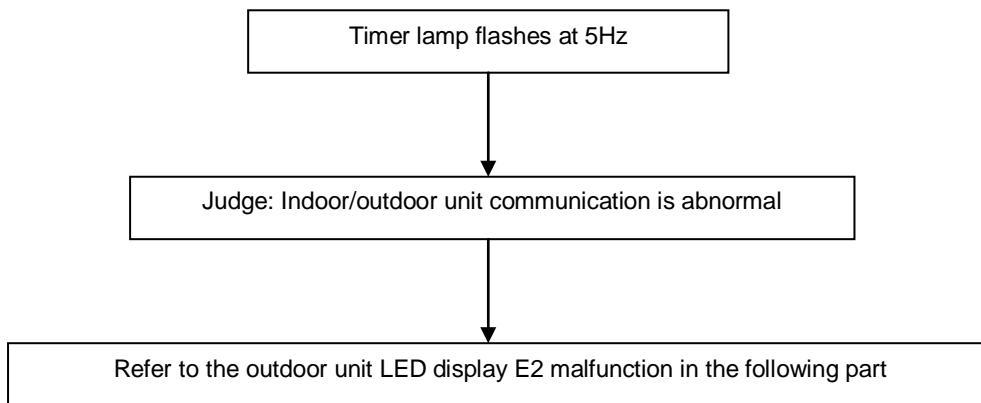 Timer lamp flashes at 5Hz
Judge: Indoor/outdoor unit communication is abnormal
Refer to the outdoor unit LED display E2 malfunction in the following part